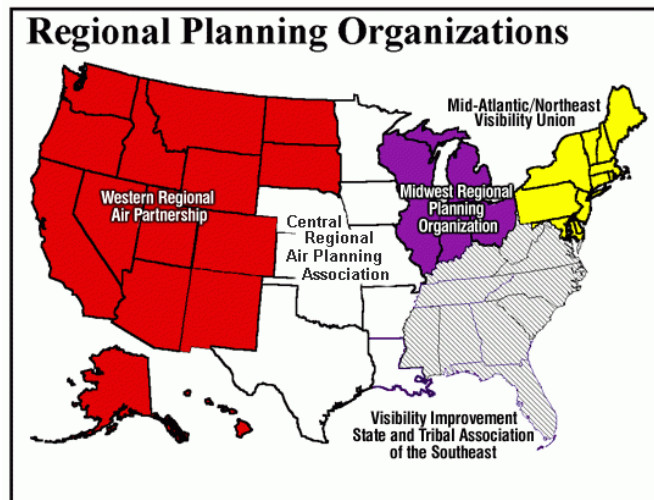 Regional Planning Organizations
Mid-Atlantic/Northeast
Visibility Union
Western Regional
Air Partnership
Midwest Regional
Planning
Organization
Central
Regional
Air Planning
Association
Visibility Improvement
State and Tribal Association
of the Southeast